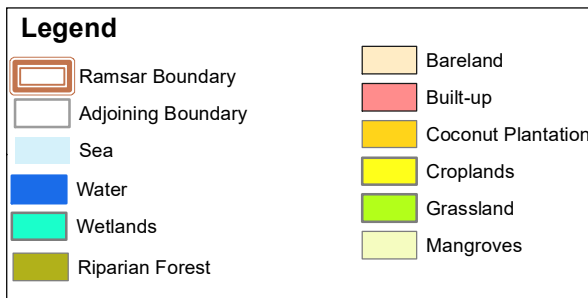 Legend
Ramsar Boundary
Adjoining Boundary
Sea
Water
Wetlands
Riparian Forest
Bareland
Built-up
Coconut Plantation
Croplands
Grassland
Mangroves